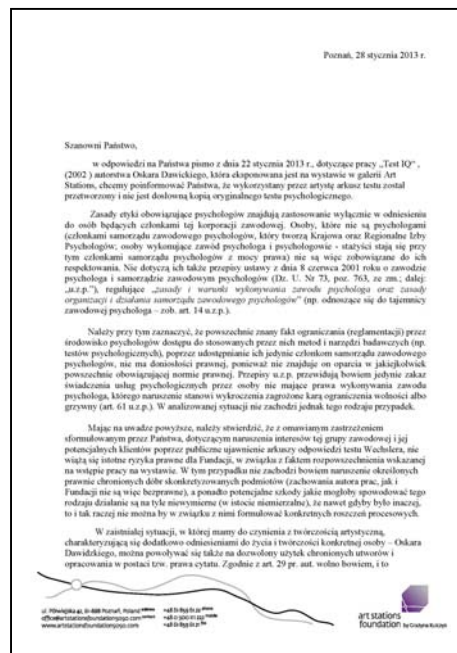 Poznań, 28 stycznia 2013 r.
Szanowni Państwo,
w odpowiedzi na Państwa pismo z dnia 22 stycznia 2013 r., dotyczące pracy „Test IQ” ,
(2002 ) autorstwa Oskara Dawickiego, która eksponowana jest na wystawie w galerii Art
Stations, chcemy poinformować Państwa, że wykorzystany przez artystę arkusz testu został
przetworzony i nie jest dosłowną kopią oryginalnego testu psychologicznego.
Zasady etyki obowiązujące psychologów znajdują zastosowanie wyłącznie w odniesieniu
do osób będących członkami tej korporacji zawodowej. Osoby, które nie są psychologami
(członkami samorządu zawodowego psychologów, który tworzą Krajowa oraz Regionalne Izby
Psychologów; osoby wykonujące zawód psychologa i psychologowie - stażyści stają się przy
tym członkami samorządu psychologów z mocy prawa) nie są więc zobowiązane do ich
respektowania. Nie dotyczą ich także przepisy ustawy z dnia 8 czerwca 2001 roku o zawodzie
psychologa i samorządzie zawodowym psychologów (Dz. U. Nr 73, poz. 763, ze zm.; dalej:
„u.z.p.”), regulujące „zasady i warunki wykonywania zawodu psychologa oraz zasady
organizacji i działania samorządu zawodowego psychologów” (np. odnoszące się do tajemnicy
zawodowej psychologa – zob. art. 14 u.z.p.).
Należy przy tym zaznaczyć, że powszechnie znany fakt ograniczania (reglamentacji) przez
środowisko psychologów dostępu do stosowanych przez nich metod i narzędzi badawczych (np.
testów psychologicznych), poprzez udostępnianie ich jedynie członkom samorządu zawodowego
psychologów, nie ma doniosłości prawnej, ponieważ nie znajduje on oparcia w jakiejkolwiek
powszechnie obowiązującej normie prawnej. Przepisy u.z.p. przewidują bowiem jedynie zakaz
świadczenia usług psychologicznych przez osoby nie mające prawa wykonywania zawodu
psychologa, którego naruszenie stanowi wykroczenia zagrożone karą ograniczenia wolności albo
grzywny (art. 61 u.z.p.). W analizowanej sytuacji nie zachodzi jednak tego rodzaju przypadek.
Mając na uwadze powyższe, należy stwierdzić, że z omawianym zastrzeżeniem
sformułowanym przez Państwa, dotyczącym naruszenia interesów tej grupy zawodowej i jej
potencjalnych klientów poprzez publiczne ujawnienie arkuszy odpowiedzi testu Wechslera, nie
wiążą się istotne ryzyka prawne dla Fundacji, w związku z faktem rozpowszechnienia wskazanej
na wstępie pracy na wystawie. W tym przypadku nie zachodzi bowiem naruszenie określonych
prawnie chronionych dóbr skonkretyzowanych podmiotów (zachowania autora prac, jak i
Fundacji nie są więc bezprawne), a ponadto potencjalne szkody jakie mogłyby spowodować tego
rodzaju działanie są na tyle niewymierne (w istocie niemierzalne), że nawet gdyby było inaczej,
to i tak raczej nie można by w związku z nimi formułować konkretnych roszczeń procesowych.
W zaistniałej sytuacji, w której mamy do czynienia z twórczością artystyczną,
charakteryzującą się dodatkowo odniesieniami do życia i twórczości konkretnej osoby – Oskara
Dawidzkiego, można powoływać się także na dozwolony użytek chronionych utworów i
opracowania w postaci tzw. prawa cytatu. Zgodnie z art. 29 pr. aut. wolno bowiem, i to
ul. Półwiejska 42, 61-888 Poznań, Poland
office@artstationsfoundation5050.com
www.artstationsfoundation5050.com
art stations
foundation by Grażyna Kulczyk